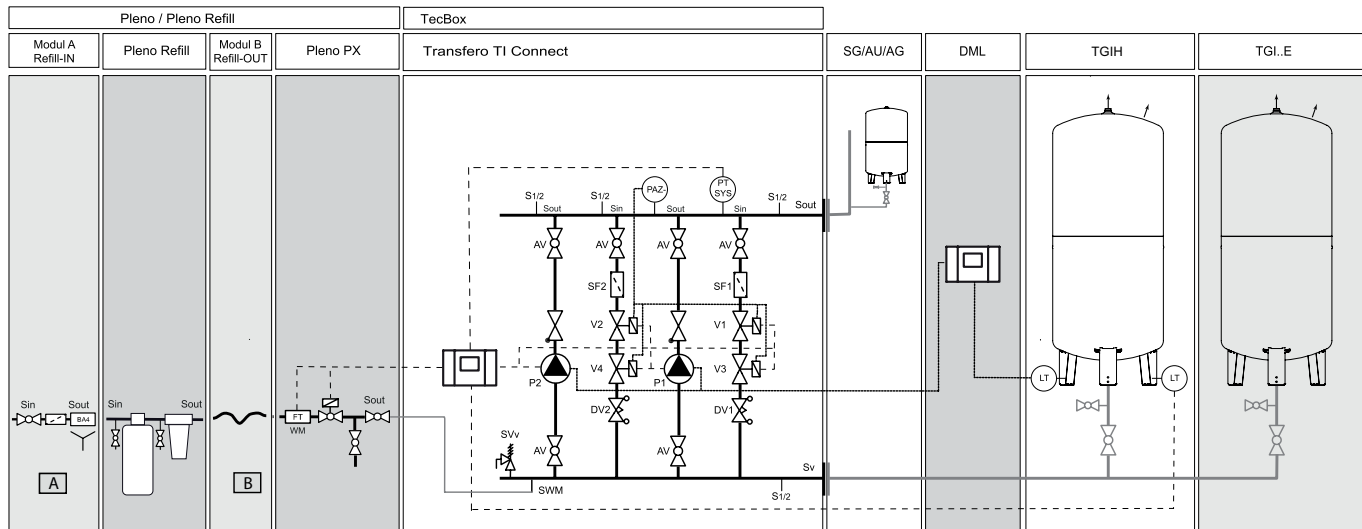 Pleno / Pleno Refill
TecBox
Modul A
Refill-IN
Pleno Refill
Modul B
Refill-OUT
Pleno PX
Transfero TI Connect
SG/AU/AG
DML
TGIH
TGI..E
PAZ-
PT
SYS
S1/2
S1/2
S1/2
Sout
Sin
Sout
Sin
Sout
AV
AV
AV
AV
SF2
SF1
V2
V1
V4
V3
P2
P1
LT
LT
DV2
DV1
Sin
Sout
BA4
Sin
Sout
Sout
FT
WM
SVv
AV
AV
Sv
A
B
SWM
S1/2